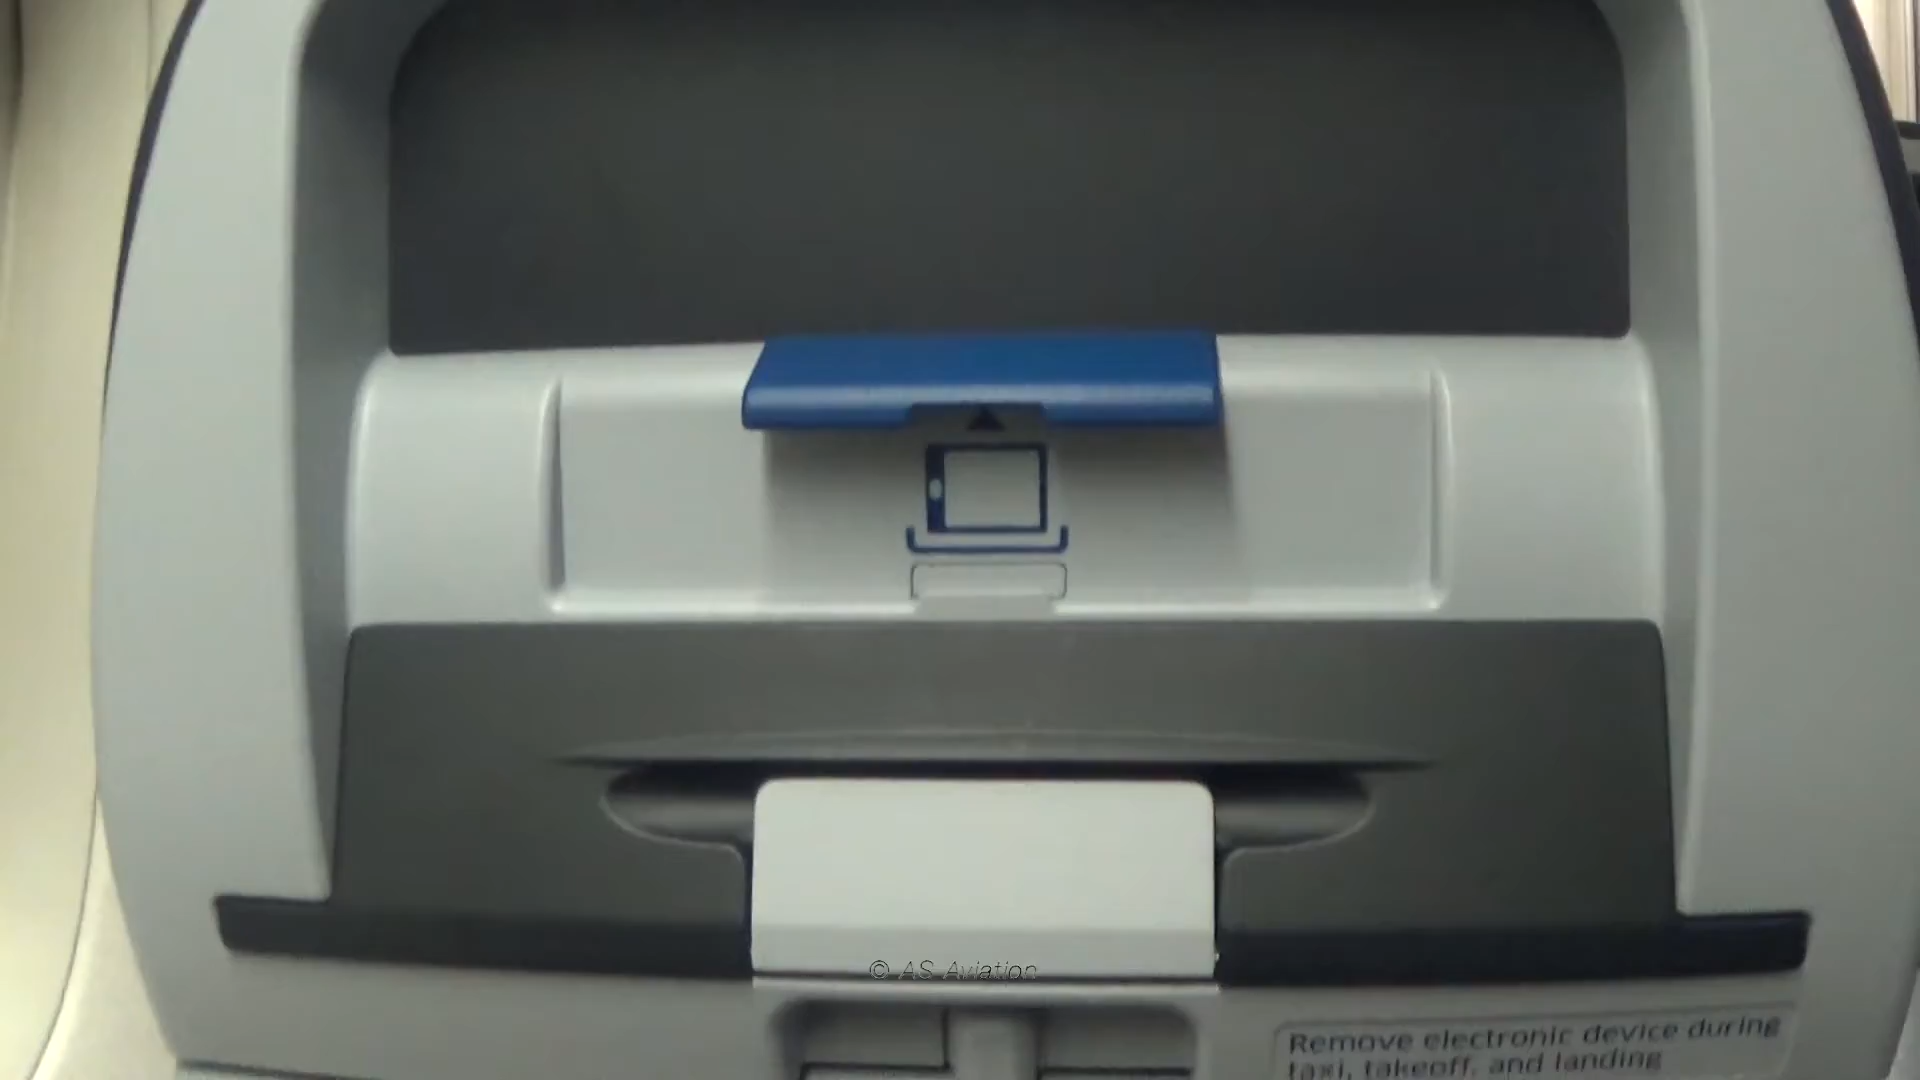 © AS Aviation
Remove electronic device during
taxi, takeoff, and landing